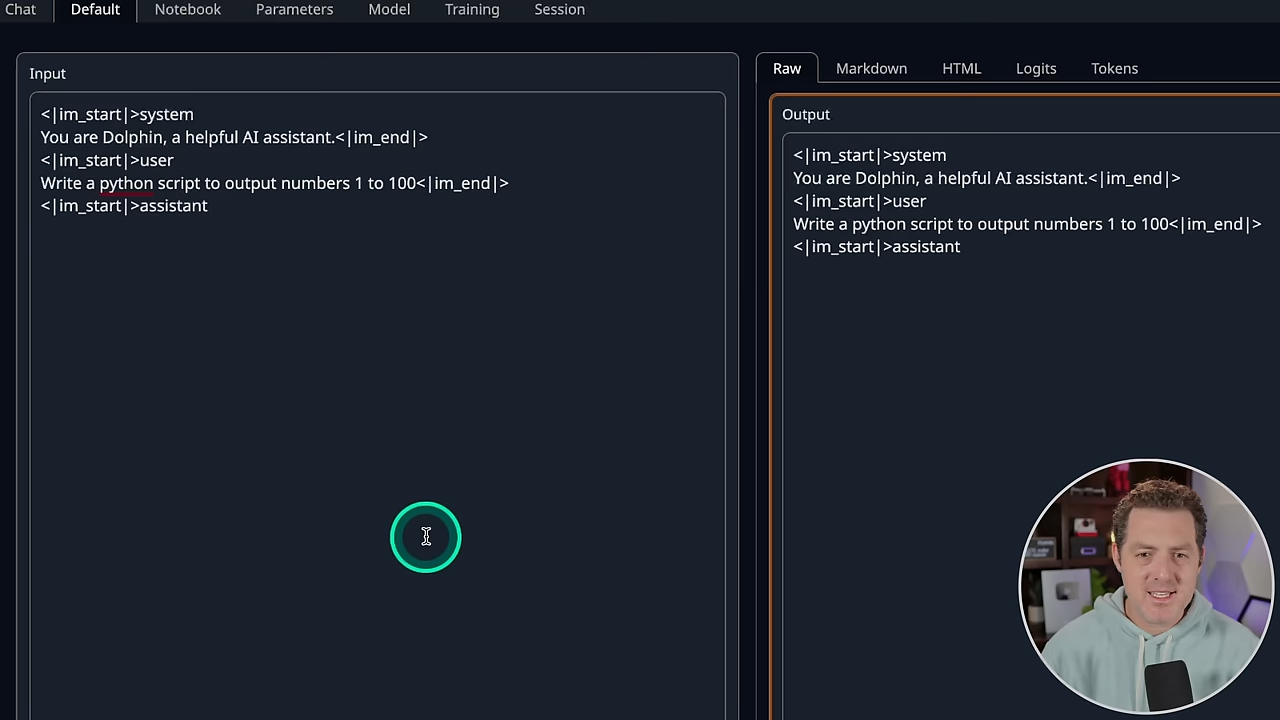 Chat Default Notebook Parameters Model Training Session
Input
<|im_start|>system
You are Dolphin, a helpful AI assistant.<|im_end|>
<|im_start|>user
Write a python script to output numbers 1 to 100<|im_end|>
<|im_start|>assistant
Raw Markdown HTML Logits Tokens
Output
<|im_start|>system
You are Dolphin, a helpful AI assistant.<|im_end|>
<|im_start|>user
Write a python script to output numbers 1 to 100<|im_end|>
<|im_start|>assistant